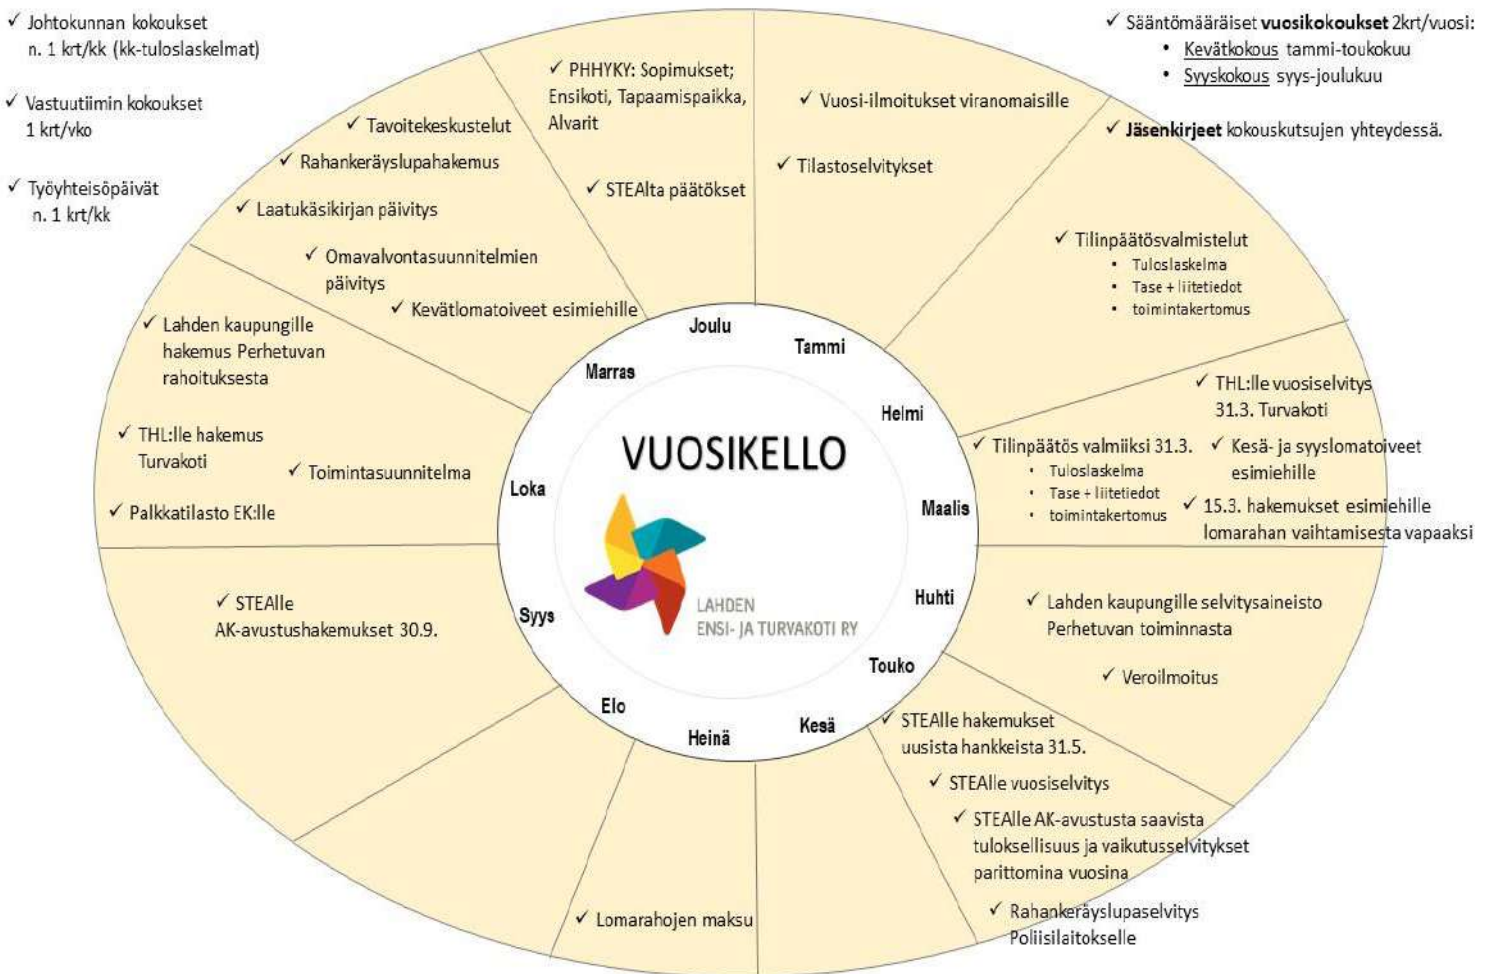 ✓ Johtokunnan kokoukset
n. 1 krt/kk (kk-tuloslaskelmat)
✓ Vastuutiimin kokoukset
1 krt/vko
✓ Työyhteisöpäivät
n. 1 krt/kk
✓ Sääntömääräiset vuosikokoukset 2krt/vuosi:
• Kevätkokous tammi-toukokuu
• Syyskokous syys-joulukuu
✓ Jäsenkirjeet kokouskutsujen yhteydessä.
✓ Vuosi-ilmoitukset viranomaisille
✓ Tilastoselvitykset
✓ Tilinpäätösvalmistelut
• Tuloslaskelma
• Tase + liitetiedot
• toimintakertomus
✓ THL:lle vuosiselvitys
31.3. Turvakoti
✓ Tilinpäätös valmiiksi 31.3.
• Tuloslaskelma
• Tase + liitetiedot
• toimintakertomus
✓ Kesä- ja syyslomatoiveet
esimiehille
✓ 15.3. hakemukset esimiehille
lomarahan vaihtamisesta vapaaksi
✓ Lahden kaupungille selvitysaineisto
Perhetuvan toiminnasta
✓ Veroilmoitus
✓ STEAlle hakemukset
uusista hankkeista 31.5.
✓ STEAlle vuosiselvitys
✓ STEAlle AK-avustusta saavista
tuloksellisuus ja vaikutusselvitykset
parittomina vuosina
✓ Rahankeräyslupaselvitys
Poliisilaitokselle
✓ Lomarahojen maksu
✓ STEAlle
AK-avustushakemukset 30.9.
✓ Lahden kaupungille
hakemus Perhetuvan
rahoituksesta
✓ THL:lle hakemus
Turvakoti
✓ Toimintasuunnitelma
✓ Palkkatilasto EK:lle
✓ Tavoitekeskustelut
✓ Rahankeräyslupahakemus
✓ Laatukäsikirjan päivitys
✓ Omavalvontasuunnitelmien
päivitys
✓ Kevätlomatoiveet esimiehille
✓ PHHYKY: Sopimukset;
Ensikoti, Tapaamispaikka,
Alvarit
✓ STEAlta päätökset
Tammi
Helmi
Maalis
Huhti
Touko
Kesä
Heinä
Elo
Syys
Loka
Marras
Joulu
VUOSIKELLO
LAHDEN
ENSI- JA TURVAKOTI RY